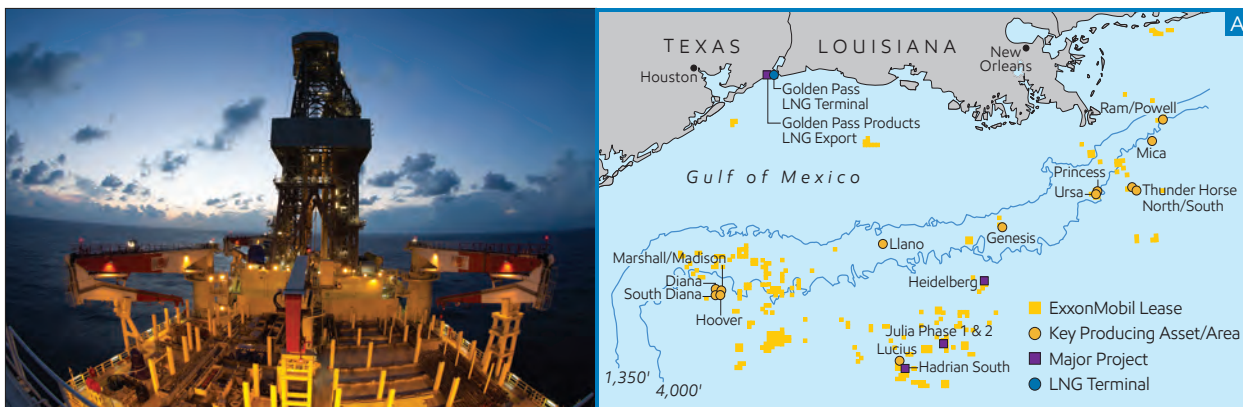 A
TEXAS
LOUISIANA
New
Orleans
Houston
Golden Pass
LNG Terminal
Golden Pass Products
LNG Export
Ram/Powell
Mica
Gulf of Mexico
Princess
Ursa
Thunder Horse
North/South
Genesis
Llano
Marshall/Madison
Diana
South Diana
Hoover
Heidelberg
ExxonMobil Lease
Julia Phase 1 & 2
Key Producing Asset/Area
Lucius
Major Project
Hadrian South
1,350'
4,000'
LNG Terminal